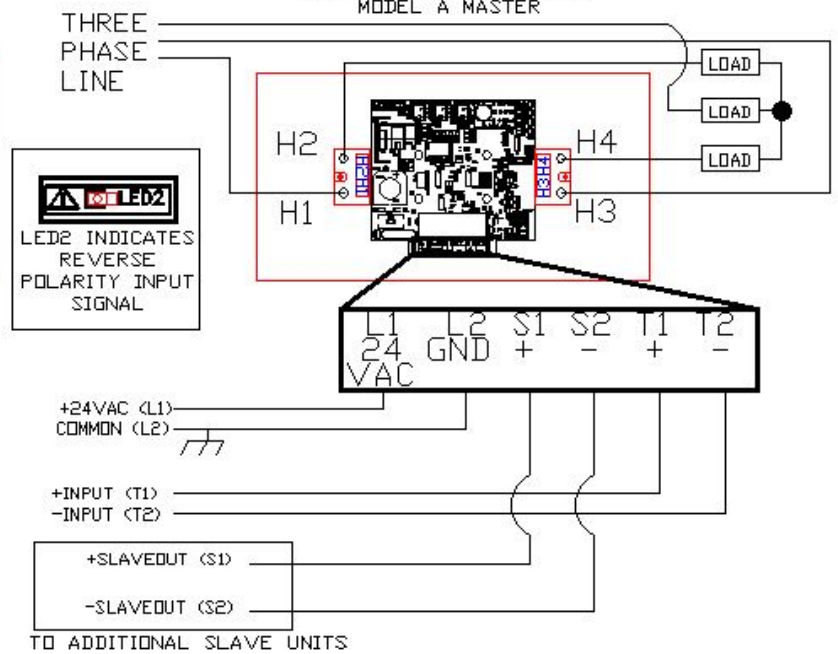 MODEL A MASTER
THREE
PHASE
LINE
LOAD
LOAD
LOAD
H2
H1
H4
H3
H1H2
H3H4
LED2
LED2 INDICATES
REVERSE
POLARITY INPUT
SIGNAL
L1 L2 S1 S2 T1 T2
24 GND + - + -
VAC
+24VAC (L1)
COMMON (L2)
+INPUT (T1)
-INPUT (T2)
+SLAVEOUT (S1)
-SLAVEOUT (S2)
TO ADDITIONAL SLAVE UNITS